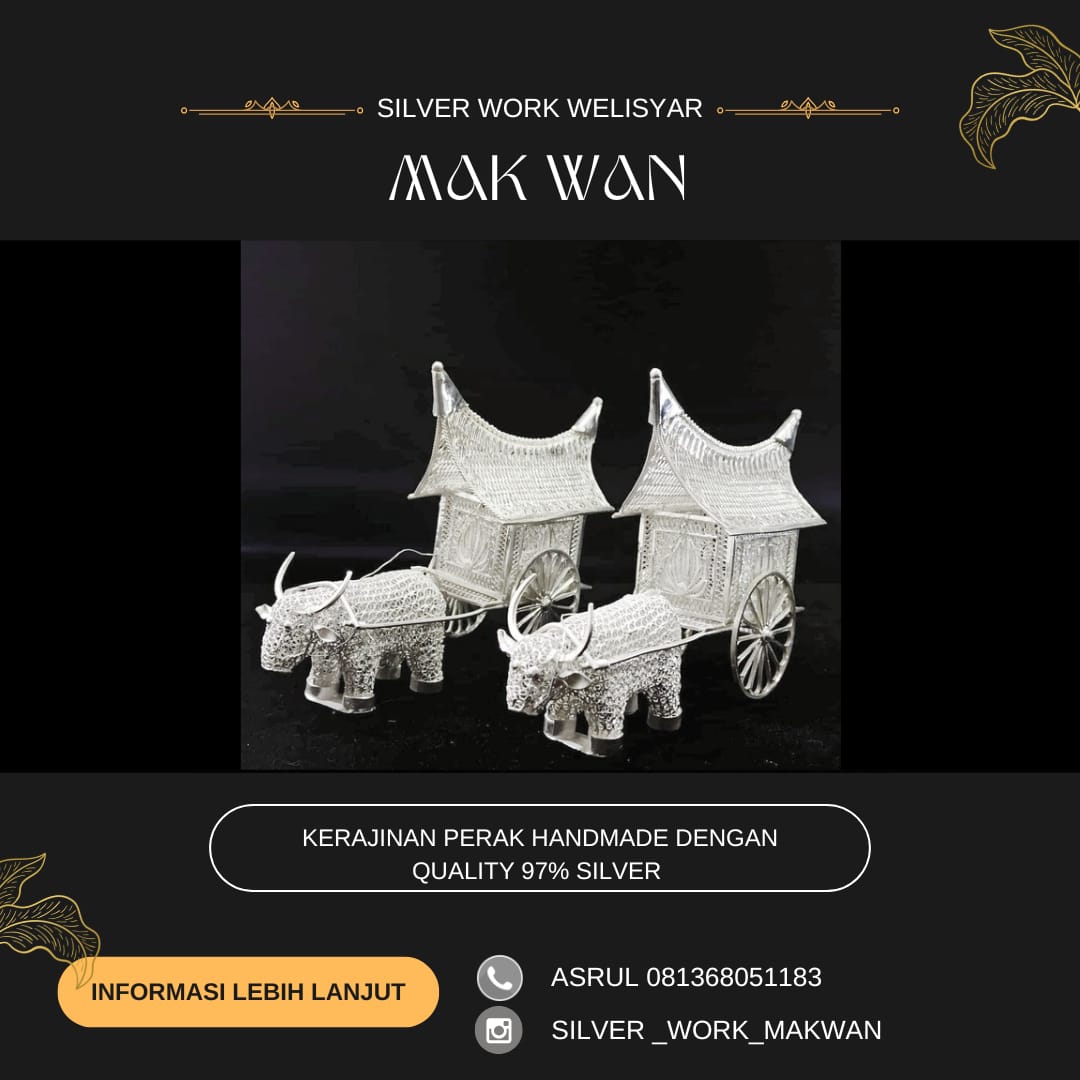 SILVER WORK WELISYAR
MAK WAN
KERAJINAN PERAK HANDMADE DENGAN
QUALITY 97% SILVER
INFORMASI LEBIH LANJUT
ASRUL 081368051183
SILVER _WORK_MAKWAN